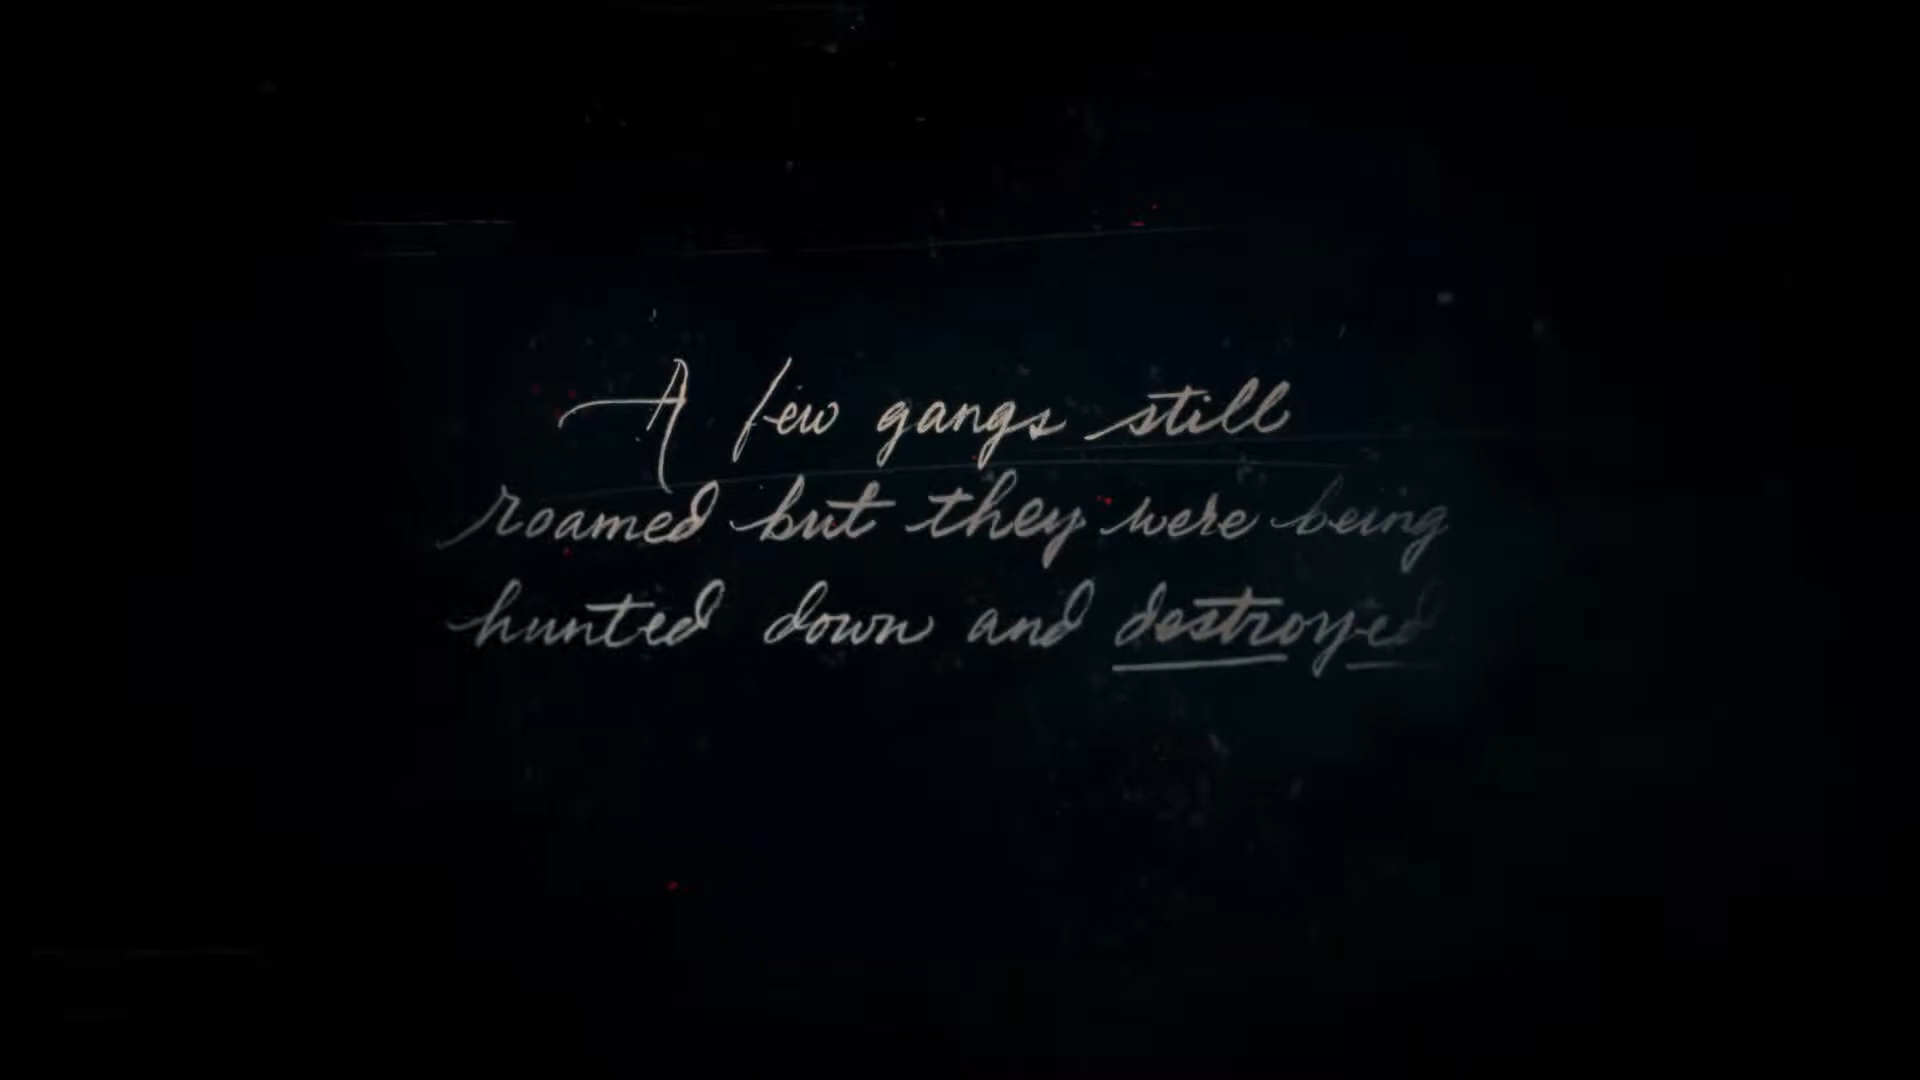 A few gangs still
roamed but they were being
hunted down and destroyed